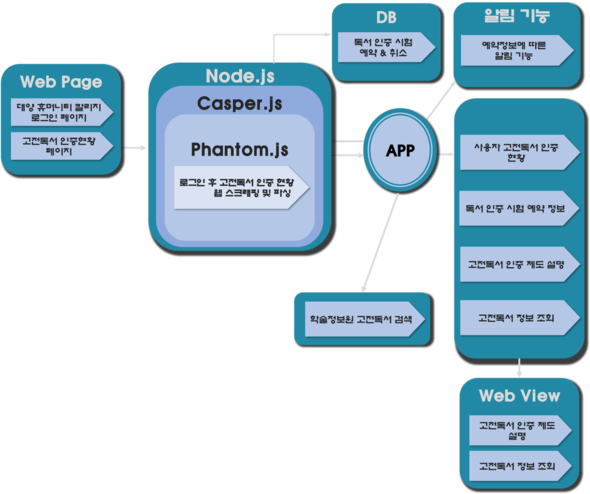 Web Page
대양 휴머니티 칼리지
로그인 페이지
고전독서 인증현황
페이지
Node.js
Casper.js
Phantom.js
로그인 후 고전독서 인증 현황
웹 스크래핑 및 파싱
DB
독서 인증 시험
예약 & 취소
알림 기능
예약정보에 따른
알림 기능
APP
사용자 고전독서 인증
현황
독서 인증 시험 예약 정보
고전독서 인증 제도 설명
고전독서 정보 조회
학술정보원 고전독서 검색
Web View
고전독서 인증 제도
설명
고전독서 정보 조회